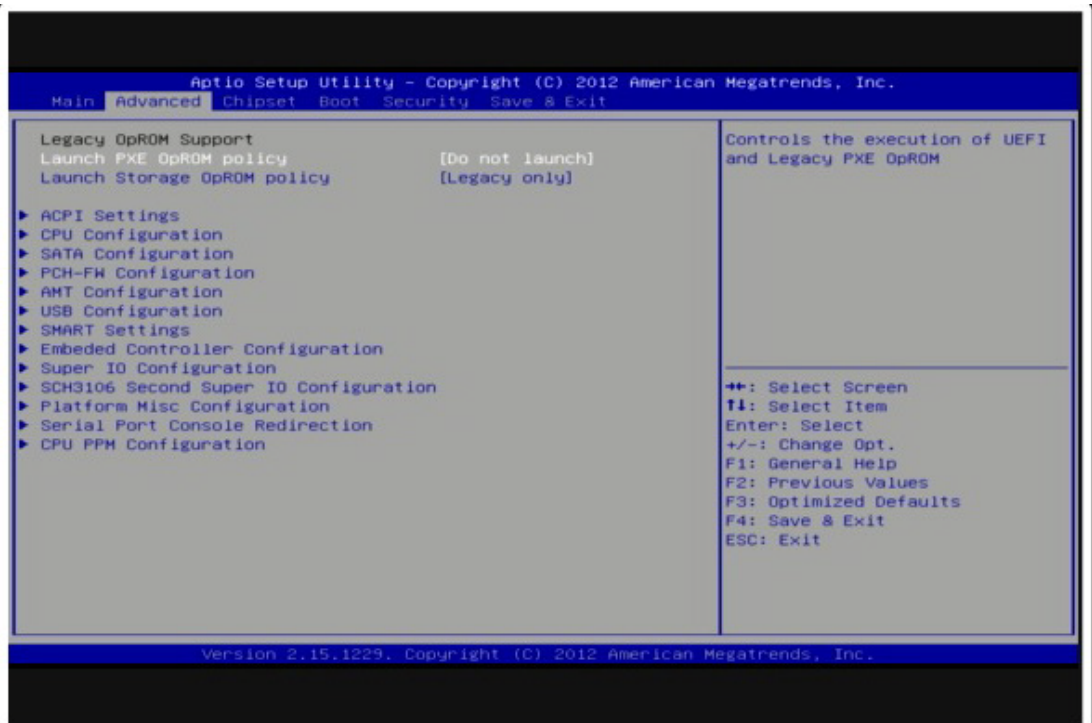 Aptio Setup Utility - Copyright (C) 2012 American Megatrends, Inc.
Main Advanced Chipset Boot Security Save & Exit
Legacy OpROM Support
Launch PXE OpROM policy [Do not launch]
Launch Storage OpROM policy [Legacy only]
ACPI Settings
CPU Configuration
SATA Configuration
PCH-FW Configuration
AMT Configuration
USB Configuration
SMART Settings
Embeded Controller Configuration
Super IO Configuration
SCH3106 Second Super IO Configuration
Platform Misc Configuration
Serial Port Console Redirection
CPU PPM Configuration
Controls the execution of UEFI
and Legacy PXE OpROM
→←: Select Screen
↑↓: Select Item
Enter: Select
+/-: Change Opt.
F1: General Help
F2: Previous Values
F3: Optimized Defaults
F4: Save & Exit
ESC: Exit
Version 2.15.1229. Copyright (C) 2012 American Megatrends, Inc.